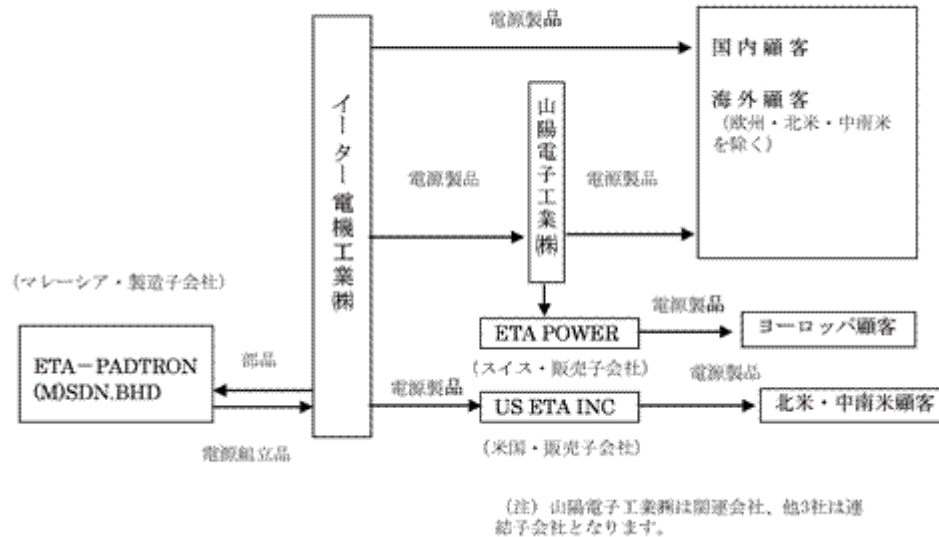 電源製品
国内顧客
海外顧客
(欧州・北米・中南米
を除く)
イーター電機工業㈱
山陽電子工業㈱
電源製品
電源製品
(マレーシア・製造子会社)
ETA－PADTRON
(M)SDN.BHD
部品
電源組立品
ETA POWER
(スイス・販売子会社)
電源製品
ヨーロッパ顧客
電源製品
US ETA INC
(米国・販売子会社)
電源製品
北米・中南米顧客
(注) 山陽電子工業㈱は関連会社、他3社は連
結子会社となります。